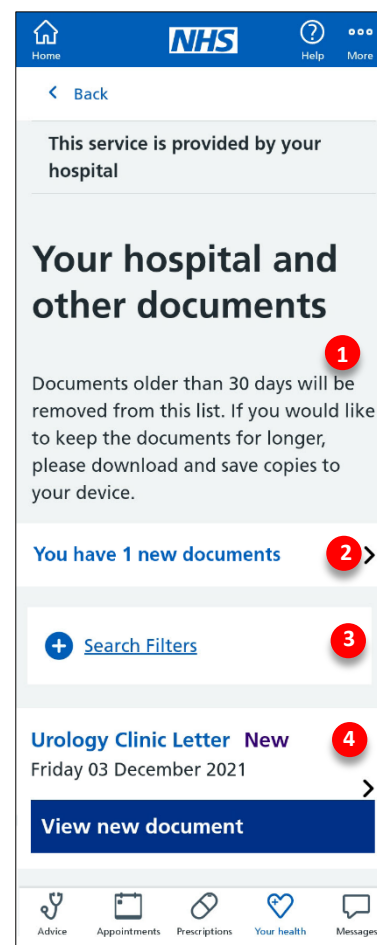 NHS
Home
Help
More
Back
This service is provided by your
hospital
Your hospital and
other documents
1
Documents older than 30 days will be
removed from this list. If you would like
to keep the documents for longer,
please download and save copies to
your device.
You have 1 new documents 2
Search Filters 3
Urology Clinic Letter New 4
Friday 03 December 2021
View new document
Advice Appointments Prescriptions Your health Messages